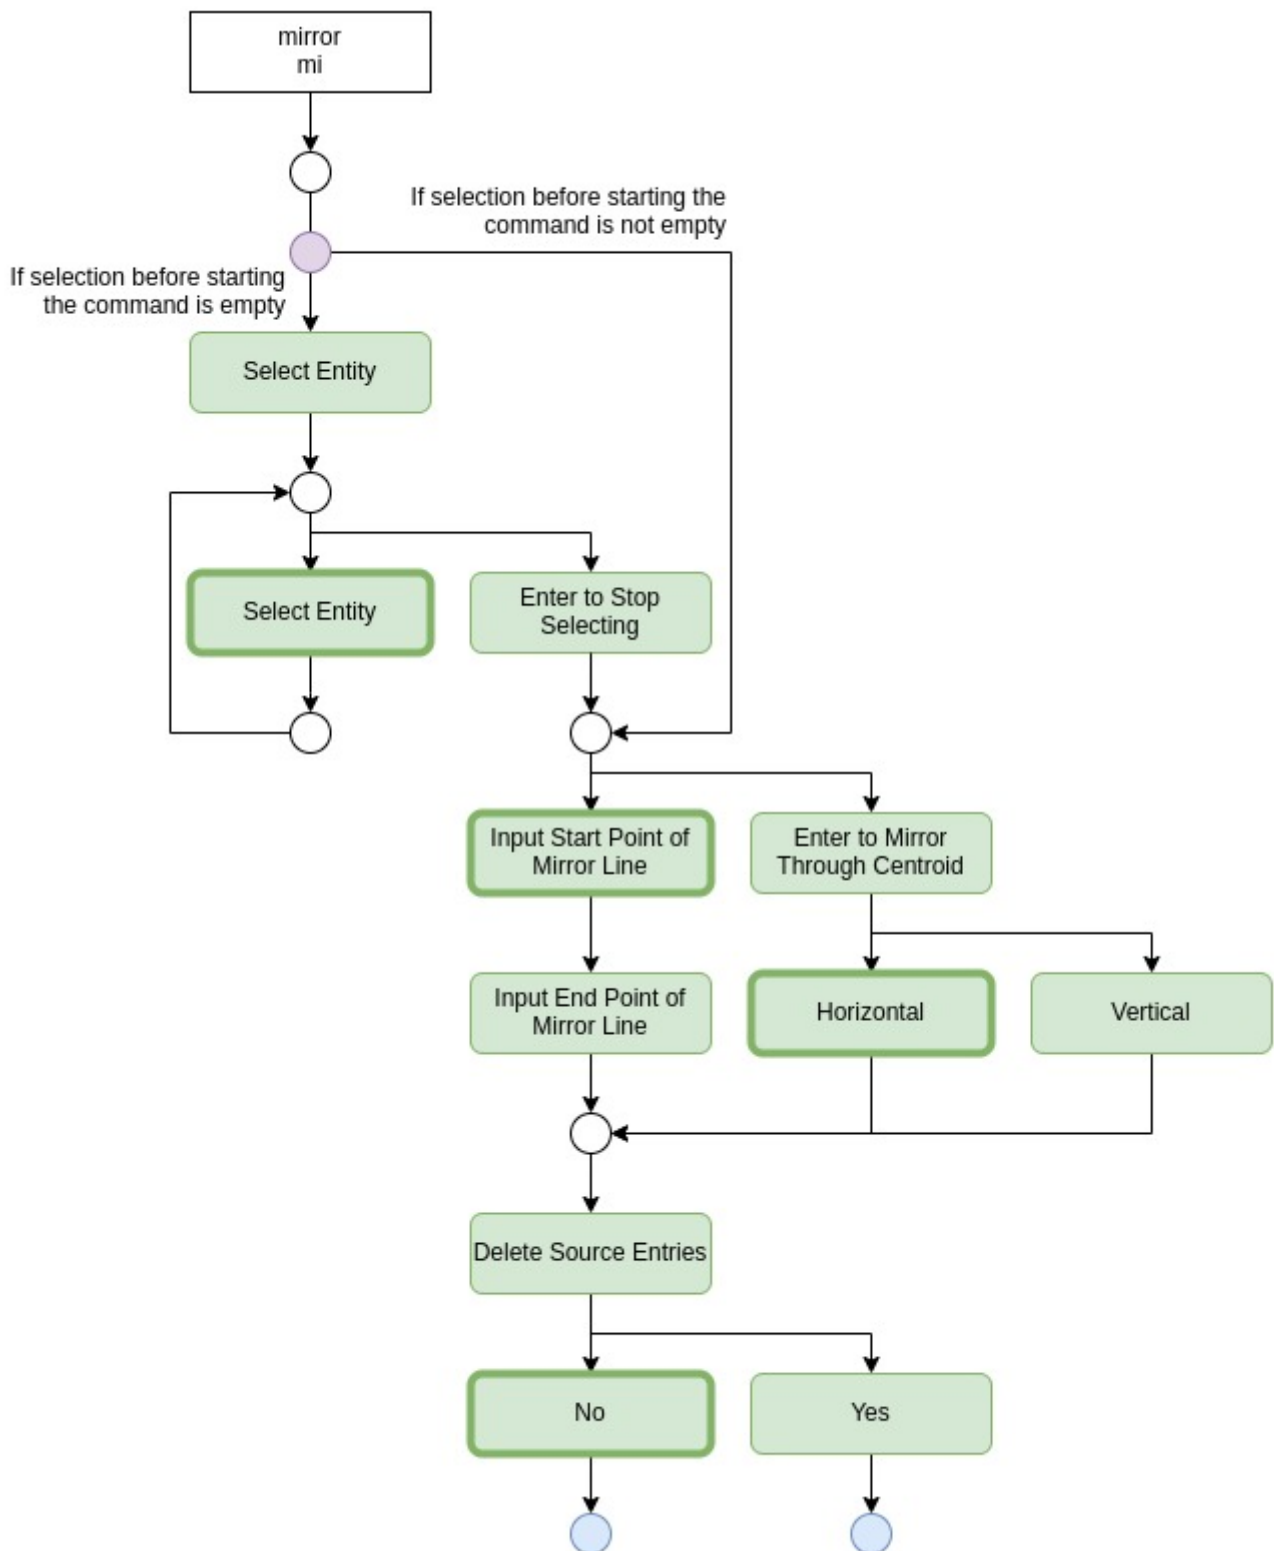 mirror
mi
If selection before starting the
command is not empty
If selection before starting
the command is empty
Select Entity
Select Entity
Enter to Stop
Selecting
Input Start Point of
Mirror Line
Enter to Mirror
Through Centroid
Input End Point of
Mirror Line
Horizontal
Vertical
Delete Source Entries
No
Yes